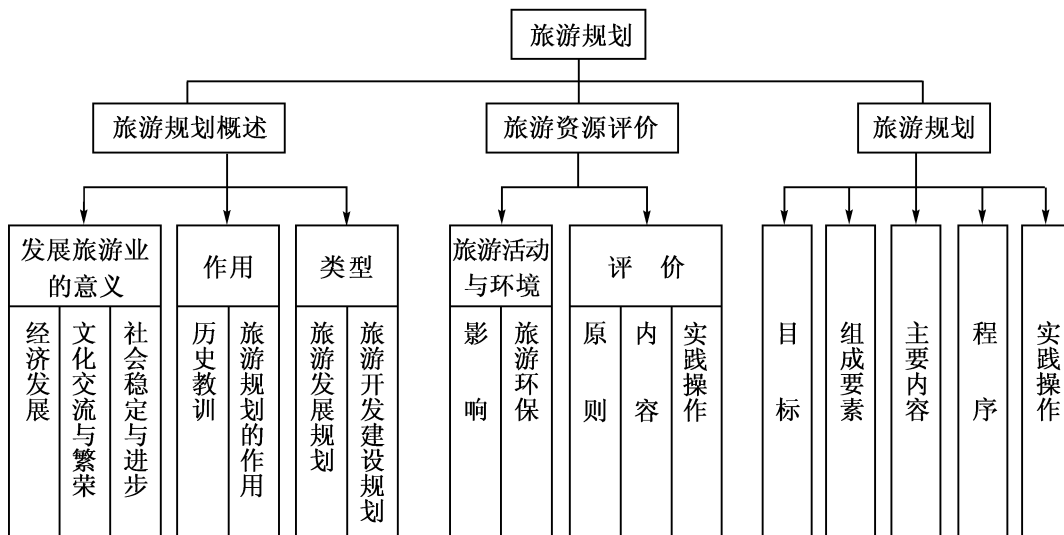 旅游规划
旅游规划概述
旅游资源评价
旅游规划
发展旅游业
的意义
作用
类型
旅游活动
与环境
评 价
经济发展
文化交流与繁荣
社会稳定与进步
历史教训
旅游规划的作用
旅游发展规划
旅游开发建设规划
影响
旅游环保
原则
内容
实践操作
目标
组成要素
主要内容
程序
实践操作